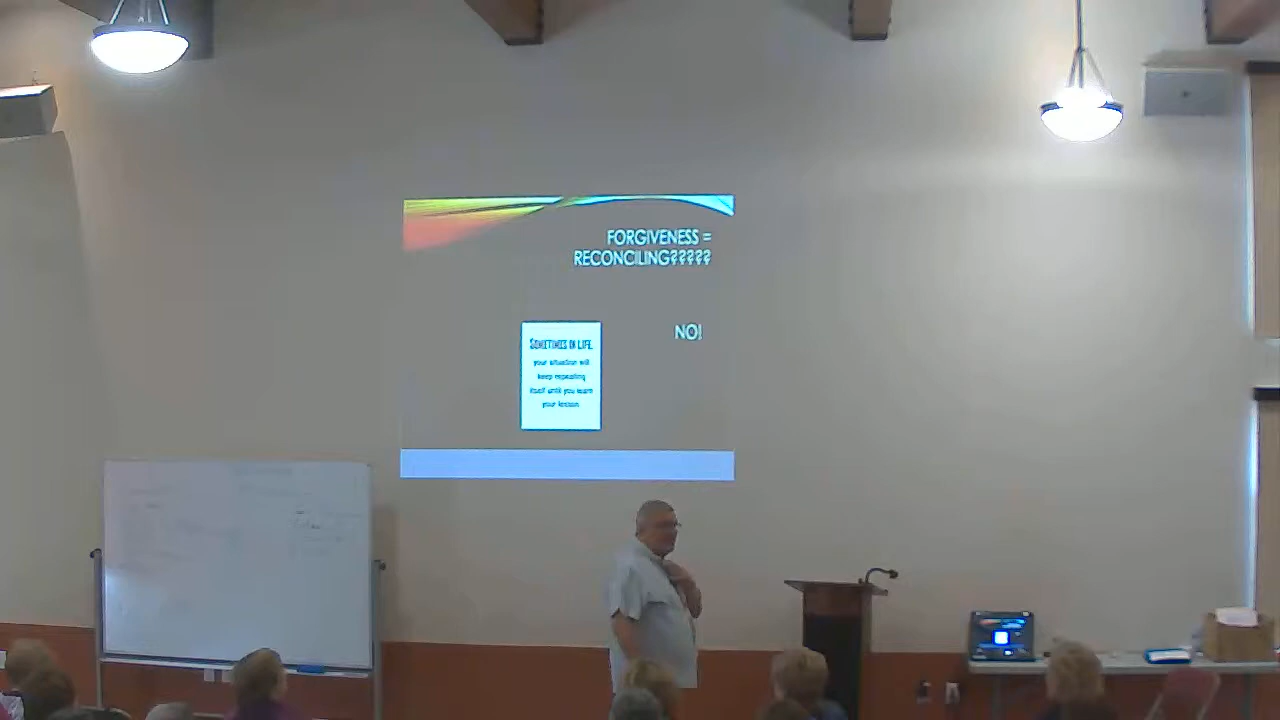 FORGIVENESS =
RECONCILING?????
NO!
SOMETIMES IN LIFE,
your situation will
keep repeating
itself until you learn
your lesson.